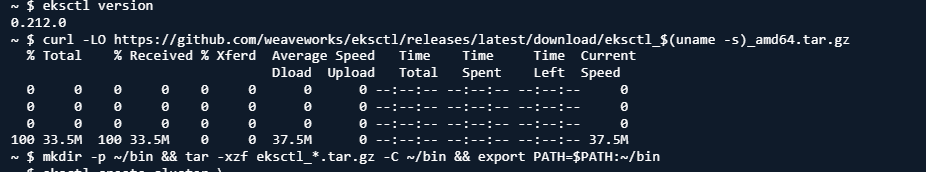 ~ $ eksctl version
0.212.0
~ $ curl -LO https://github.com/weaveworks/eksctl/releases/latest/download/eksctl_$(uname -s)_amd64.tar.gz
  % Total    % Received % Xferd  Average Speed   Time    Time     Time  Current
                                 Dload  Upload   Total   Spent    Left  Speed
  0     0    0     0    0     0      0      0 --:--:-- --:--:-- --:--:--     0
  0     0    0     0    0     0      0      0 --:--:-- --:--:-- --:--:--     0
  0     0    0     0    0     0      0      0 --:--:-- --:--:-- --:--:--     0
100 33.5M  100 33.5M    0     0  37.5M      0 --:--:-- --:--:-- --:--:-- 37.5M
~ $ mkdir -p ~/bin && tar -xzf eksctl_*.tar.gz -C ~/bin && export PATH=$PATH:~/bin